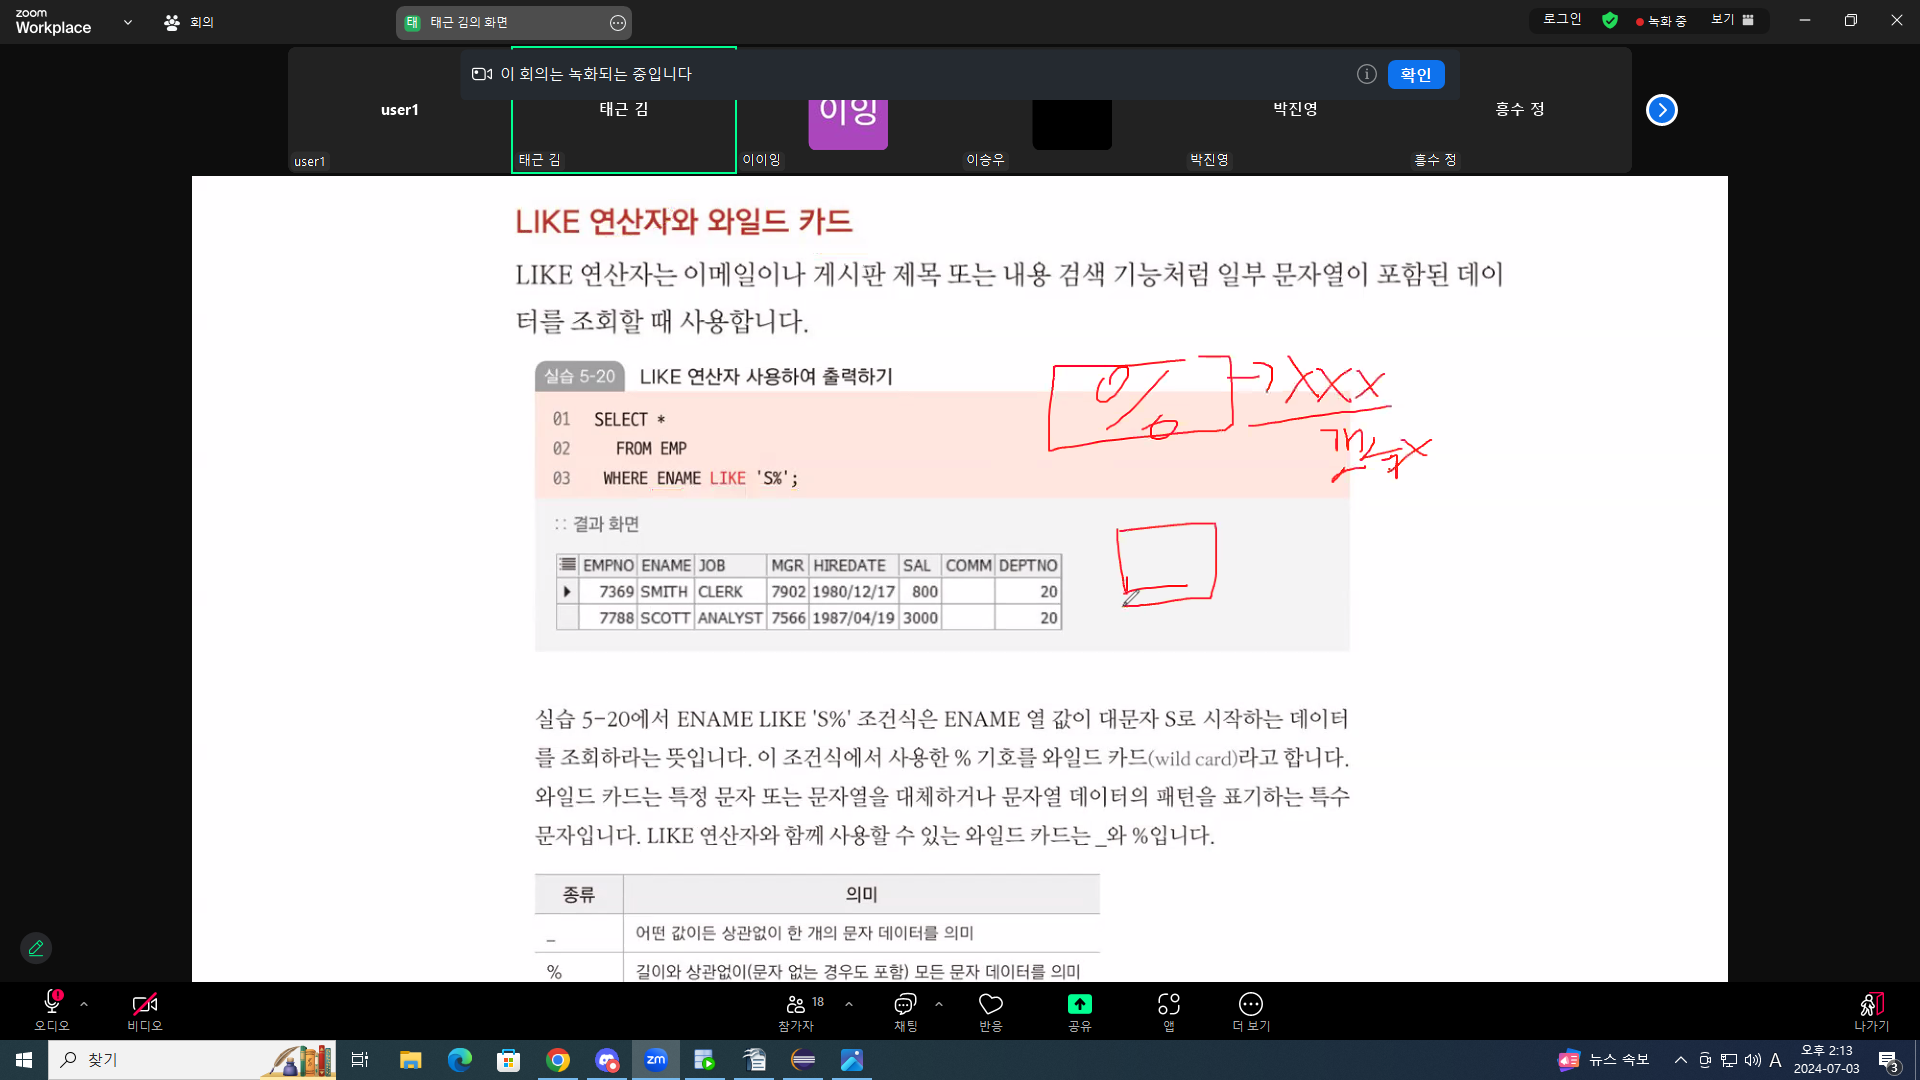 zoom
Workplace
회의
태 태근 김의 화면
로그인
녹화 중
보기
이 회의는 녹화되는 중입니다
확인
user1
태근 김
이잉
박진영
흥수 정
user1
태근 김
이이잉
이승우
박진영
흥수 정
LIKE 연산자와 와일드 카드
LIKE 연산자는 이메일이나 게시판 제목 또는 내용 검색 기능처럼 일부 문자열이 포함된 데이
터를 조회할 때 사용합니다.
실습 5-20 LIKE 연산자 사용하여 출력하기
01 SELECT *
02 FROM EMP
03 WHERE ENAME LIKE 'S%';
% → XXX
:: 결과 화면
EMPNO ENAME JOB MGR HIREDATE SAL COMM DEPTNO
7369 SMITH CLERK 7902 1980/12/17 800 20
7788 SCOTT ANALYST 7566 1987/04/19 3000 20
실습 5-20에서 ENAME LIKE 'S%' 조건식은 ENAME 열 값이 대문자 S로 시작하는 데이터
를 조회하라는 뜻입니다. 이 조건식에서 사용한 % 기호를 와일드 카드(wild card)라고 합니다.
와일드 카드는 특정 문자 또는 문자열을 대체하거나 문자열 데이터의 패턴을 표기하는 특수
문자입니다. LIKE 연산자와 함께 사용할 수 있는 와일드 카드는 _와 %입니다.
종류 의미
_ 어떤 값이든 상관없이 한 개의 문자 데이터를 의미
% 길이와 상관없이(문자 없는 경우도 포함) 모든 문자 데이터를 의미
오디오
비디오
참가자
18
채팅
반응
공유
앱
더 보기
나가기
찾기
zm
뉴스 속보
A
오후 2:13
2024-07-03
3